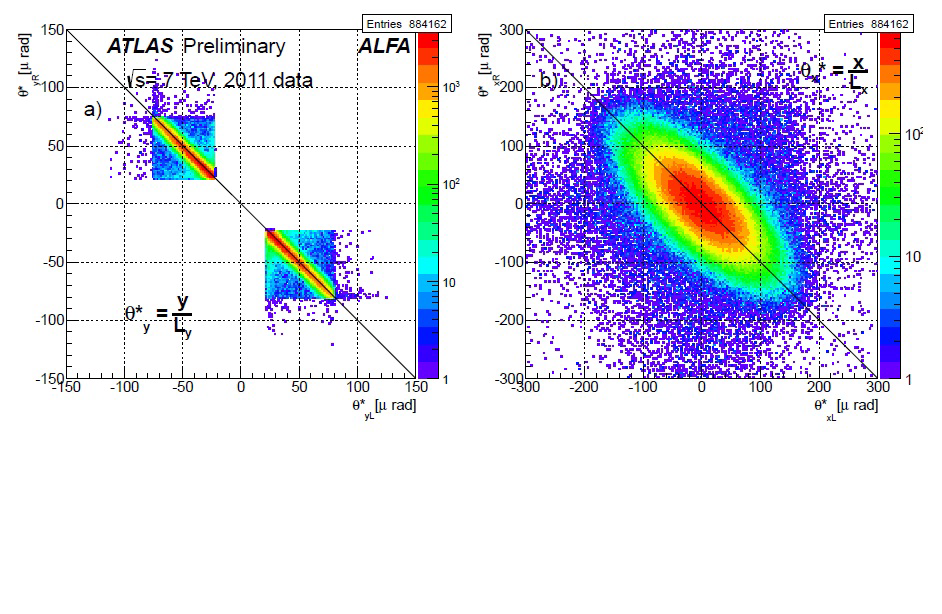 Entries 884162
ATLAS Preliminary ALFA
√s= 7 TeV, 2011 data
a)
θ*yR [μ rad]
150
100
50
0
-50
-100
-150
θ*y = y/Ly
-150 -100 -50 0 50 100 150
θ*yL [μ rad]
10³
10²
10
1
Entries 884162
b)
θx* = x/Lx
θ*xR [μ rad]
300
200
100
0
-100
-200
-300
-300 -200 -100 0 100 200 300
θ*xL [μ rad]
10²
10
1